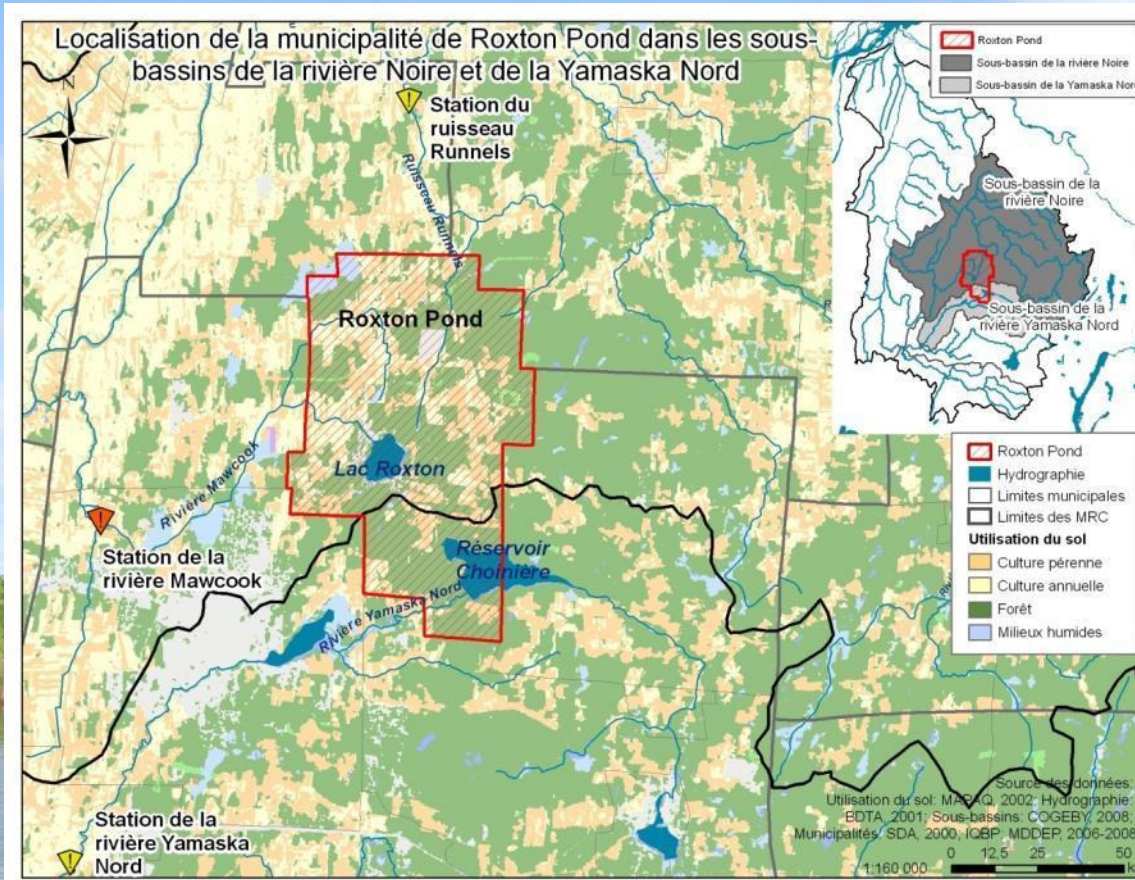 Localisation de la municipalité de Roxton Pond dans les sous-
bassins de la rivière Noire et de la Yamaska Nord
N
Station du
ruisseau
Runnels
Ruisseau Runnels
Roxton Pond
Lac Roxton
Rivière Mawcook
Station de la
rivière Mawcook
Réservoir
Choinière
Rivière Yamaska Nord
Station de la
rivière Yamaska
Nord
Roxton Pond
Sous-bassin de la rivière Noire
Sous-bassin de la Yamaska Nord
Sous-bassin de la
rivière Noire
Sous-bassin de la
rivière Yamaska Nord
Roxton Pond
Hydrographie
Limites municipales
Limites des MRC
Utilisation du sol
Culture pérenne
Culture annuelle
Forêt
Milieux humides
Source des données:
Utilisation du sol: MAPAQ, 2002; Hydrographie:
BDTA, 2001; Sous-bassins: COGEBY, 2008;
Municipalités: SDA, 2000; IQBP: MDDEP, 2006-2008
0 12,5 25 50
1:160 000